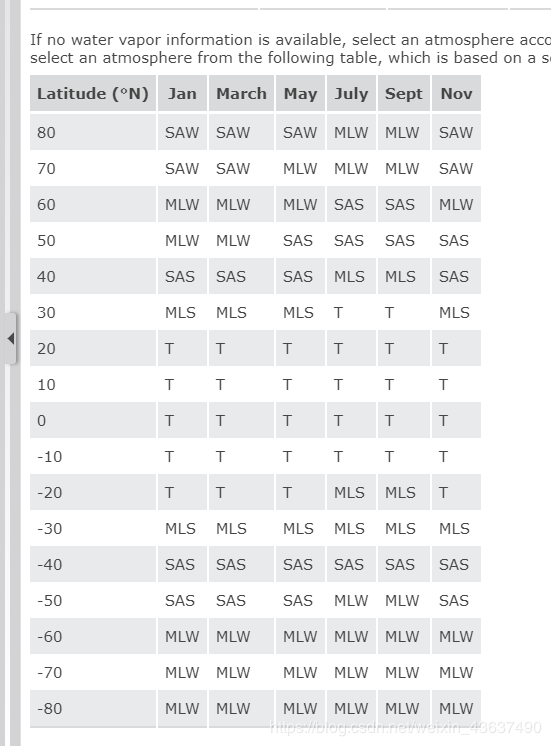 If no water vapor information is available, select an atmosphere acco
select an atmosphere from the following table, which is based on a s
Latitude (°N) Jan March May July Sept Nov
80 SAW SAW SAW MLW MLW SAW
70 SAW SAW MLW MLW MLW SAW
60 MLW MLW MLW SAS SAS MLW
50 MLW MLW SAS SAS SAS SAS
40 SAS SAS SAS MLS MLS SAS
30 MLS MLS MLS T T MLS
20 T T T T T T
10 T T T T T T
0 T T T T T T
-10 T T T T T T
-20 T T T MLS MLS T
-30 MLS MLS MLS MLS MLS MLS
-40 SAS SAS SAS SAS SAS SAS
-50 SAS SAS SAS MLW MLW SAS
-60 MLW MLW MLW MLW MLW MLW
-70 MLW MLW MLW MLW MLW MLW
-80 MLW MLW MLW MLW MLW MLW
https://blog.csdn.net/weixin_43637490